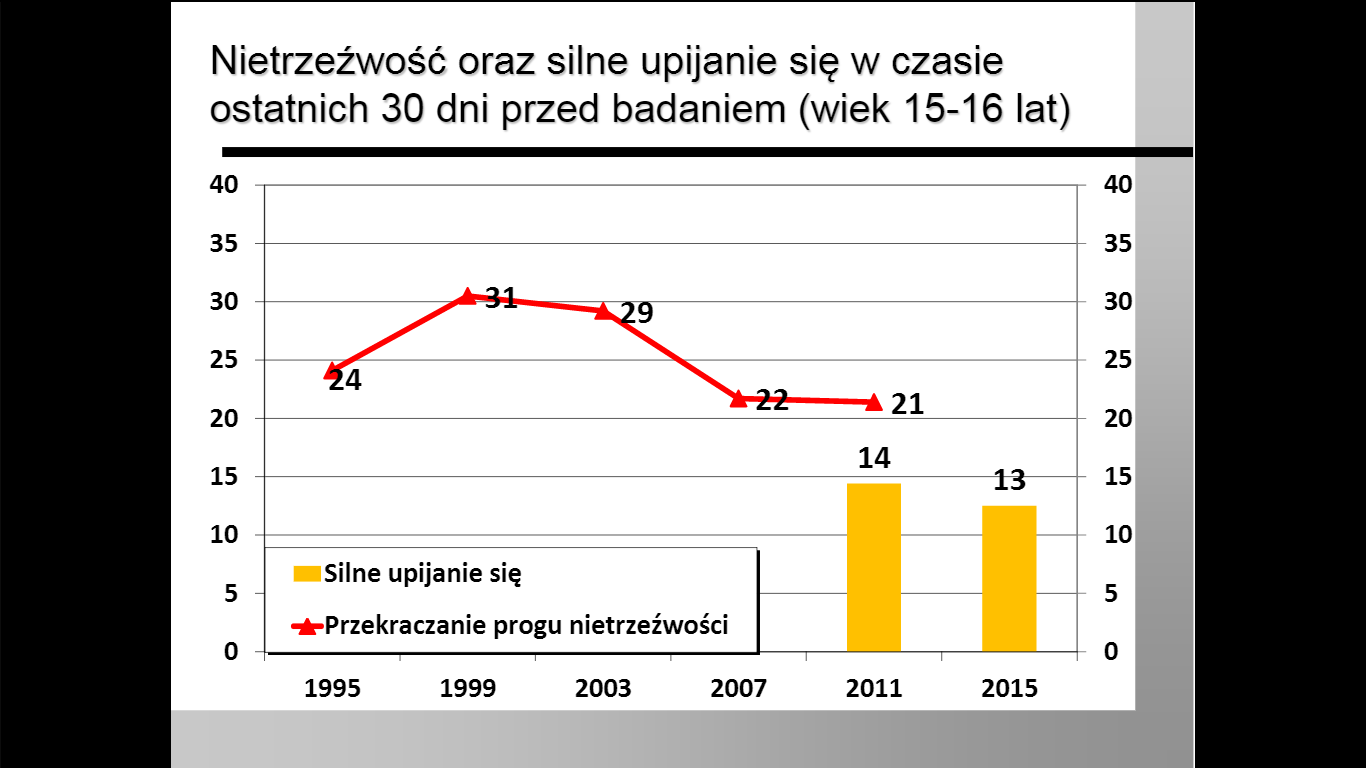 Nietrzeźwość oraz silne upijanie się w czasie
ostatnich 30 dni przed badaniem (wiek 15-16 lat)
40 40
35 35
30 31 29 30
25 24 25
20 22 21 20
15 14 13 15
10 10
Silne upijanie się
5 5
Przekraczanie progu nietrzeźwości
0 0
1995 1999 2003 2007 2011 2015